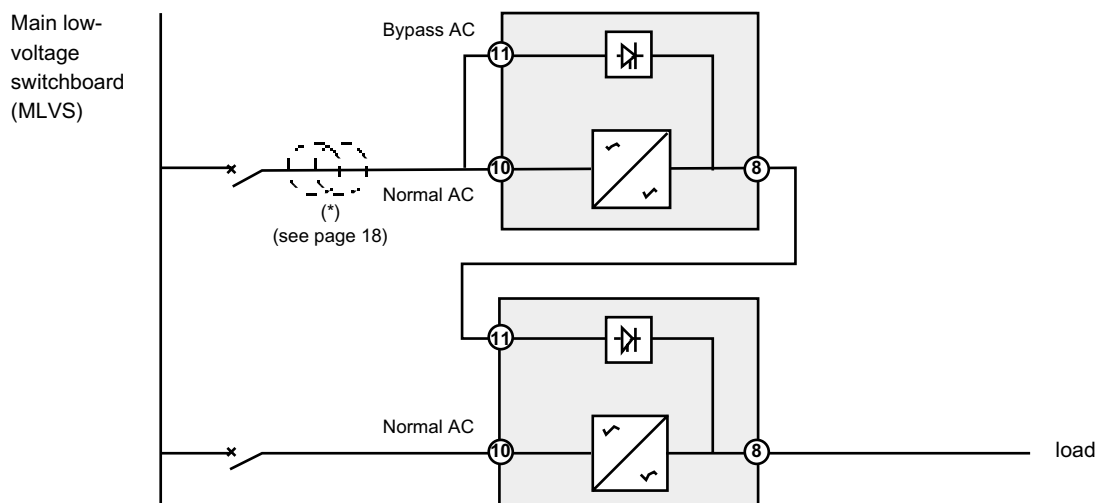 Main low-
voltage
switchboard
(MLVS)
Bypass AC
11
10
8
Normal AC
(*)
(see page 18)
11
Normal AC
10
8
load